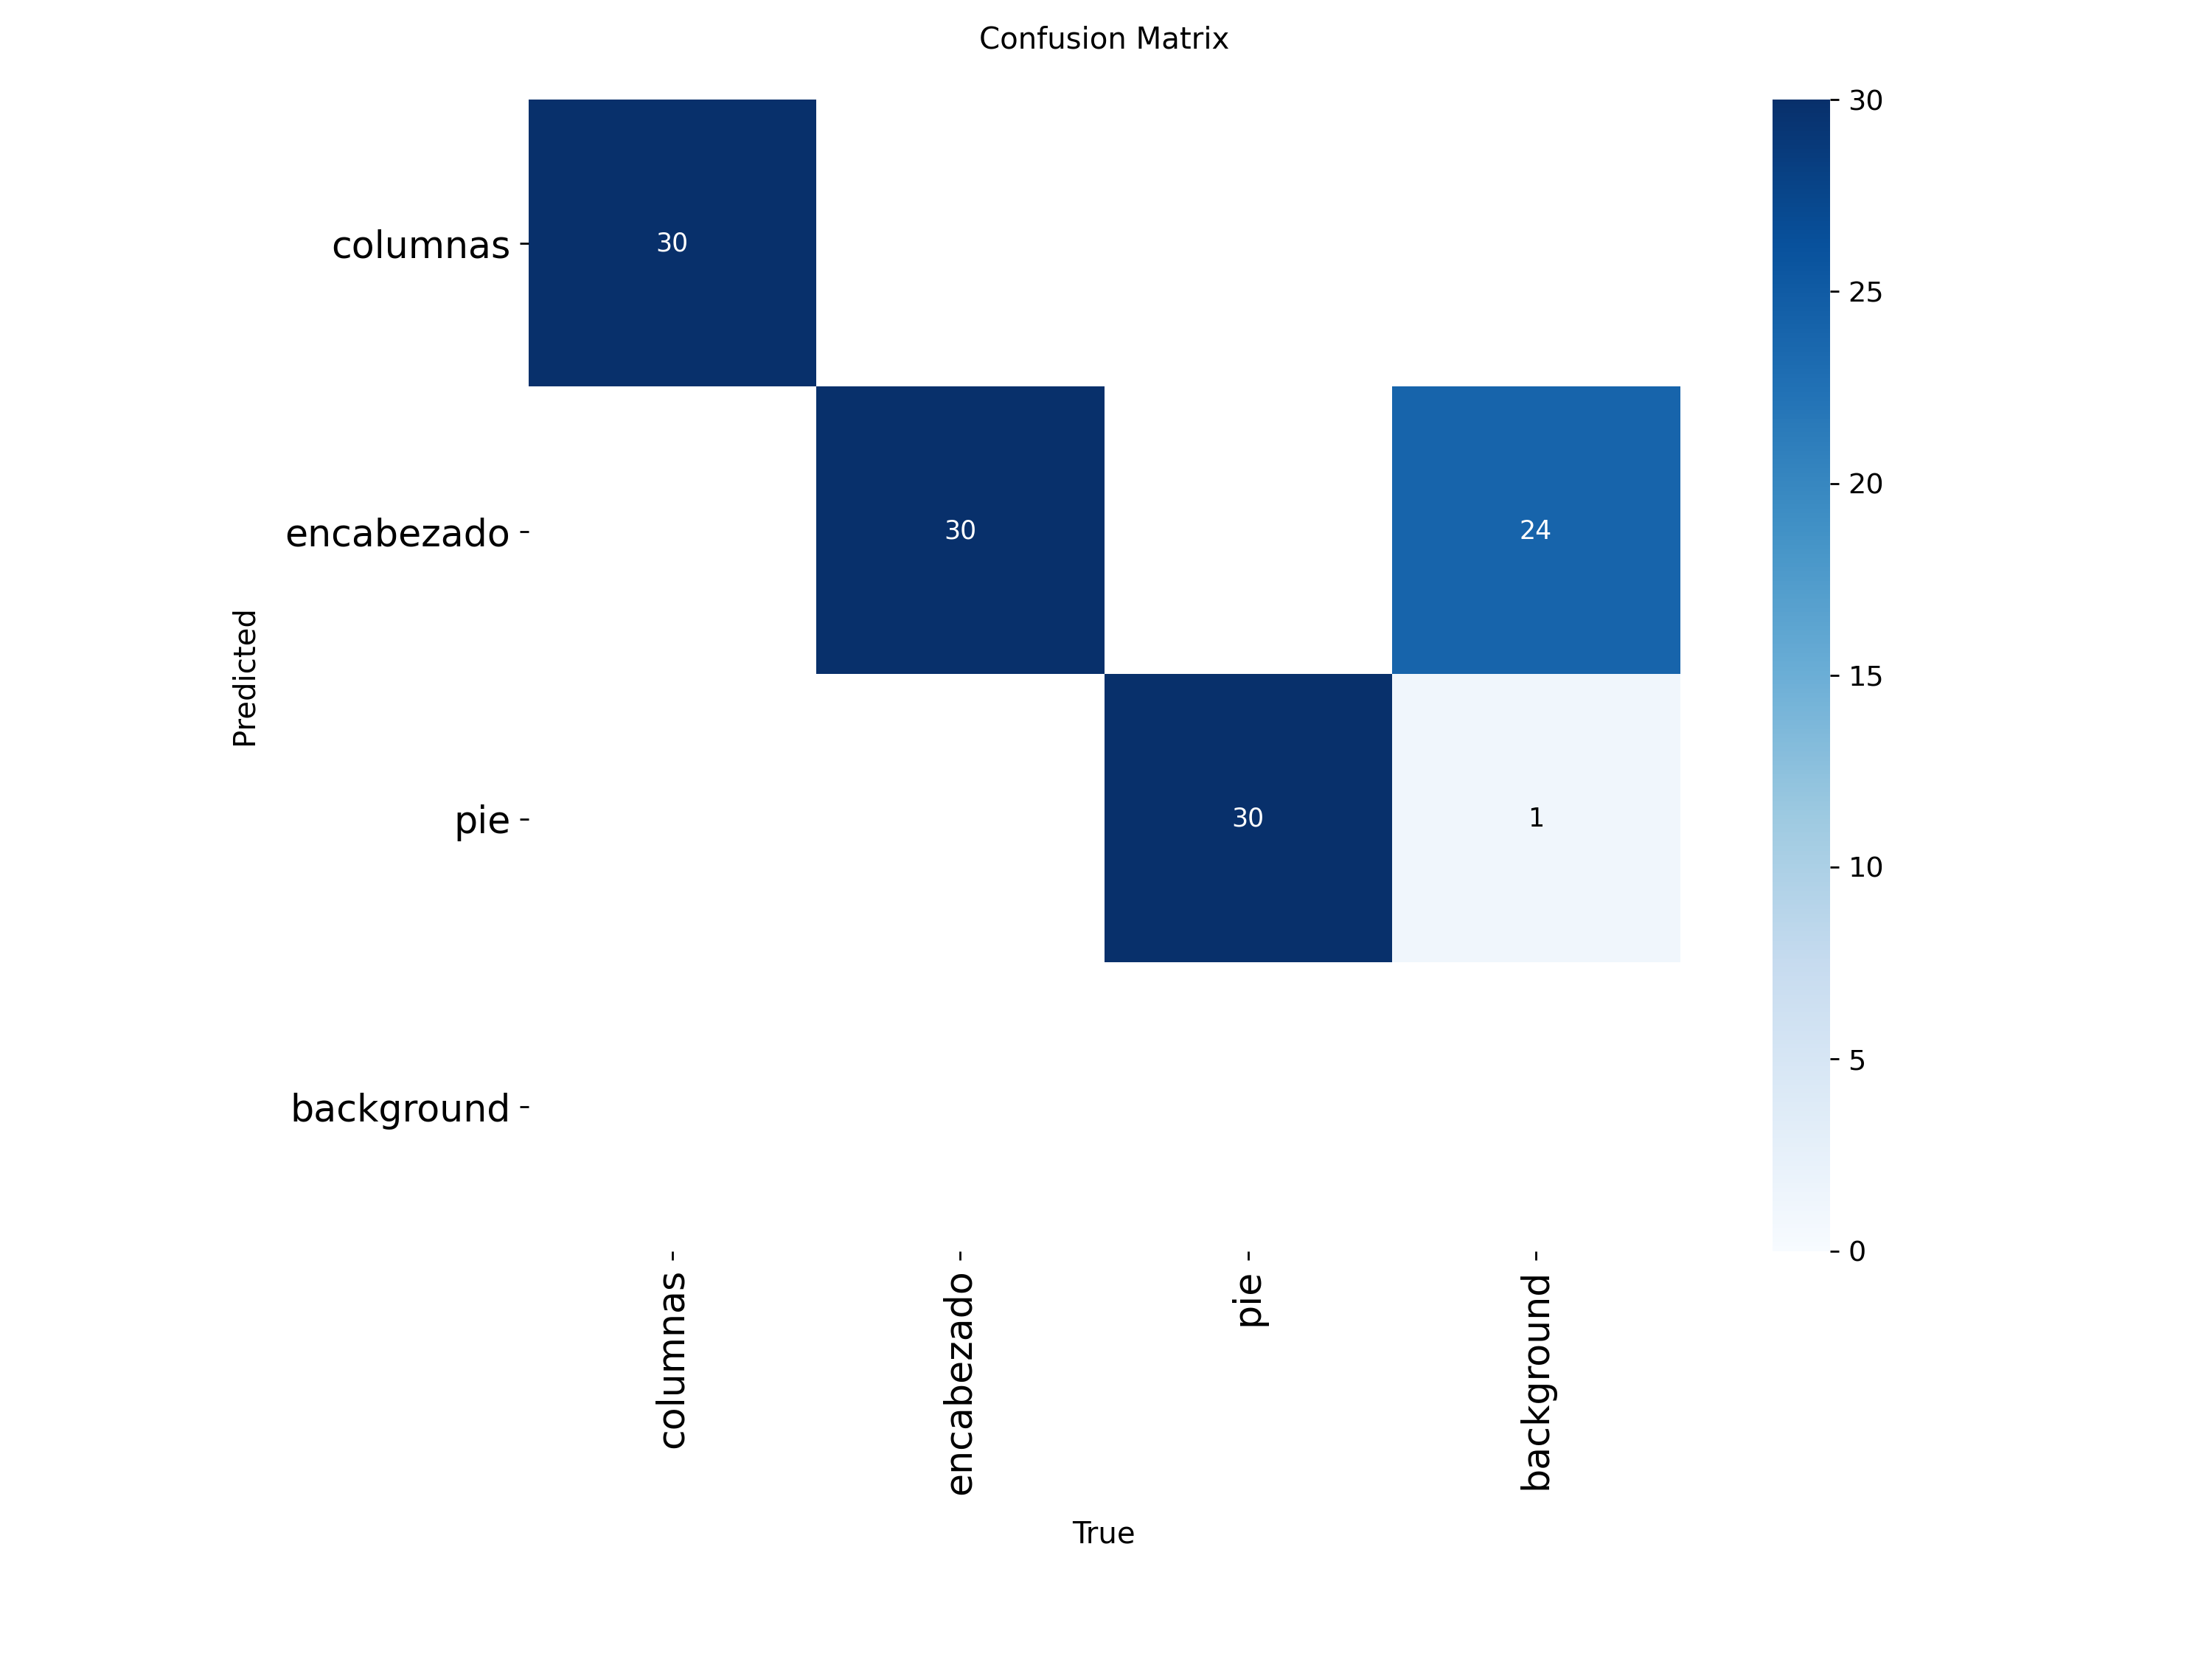 Confusion Matrix
columnas
encabezado
pie
background
Predicted
30
30
24
30
1
30
25
20
15
10
5
0
columnas
encabezado
pie
background
True